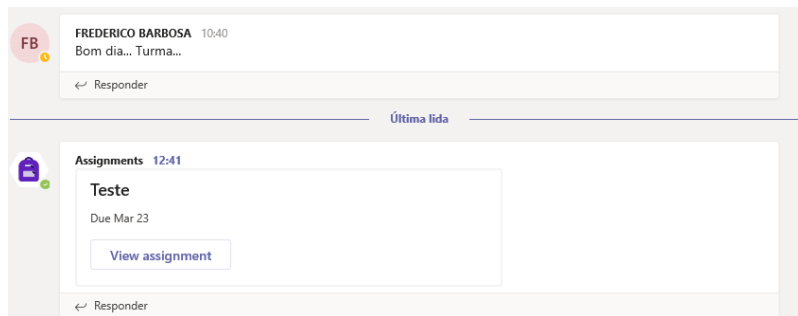 FB
FREDERICO BARBOSA 10:40
Bom dia... Turma...
Responder
Última lida
Assignments 12:41
Teste
Due Mar 23
View assignment
Responder